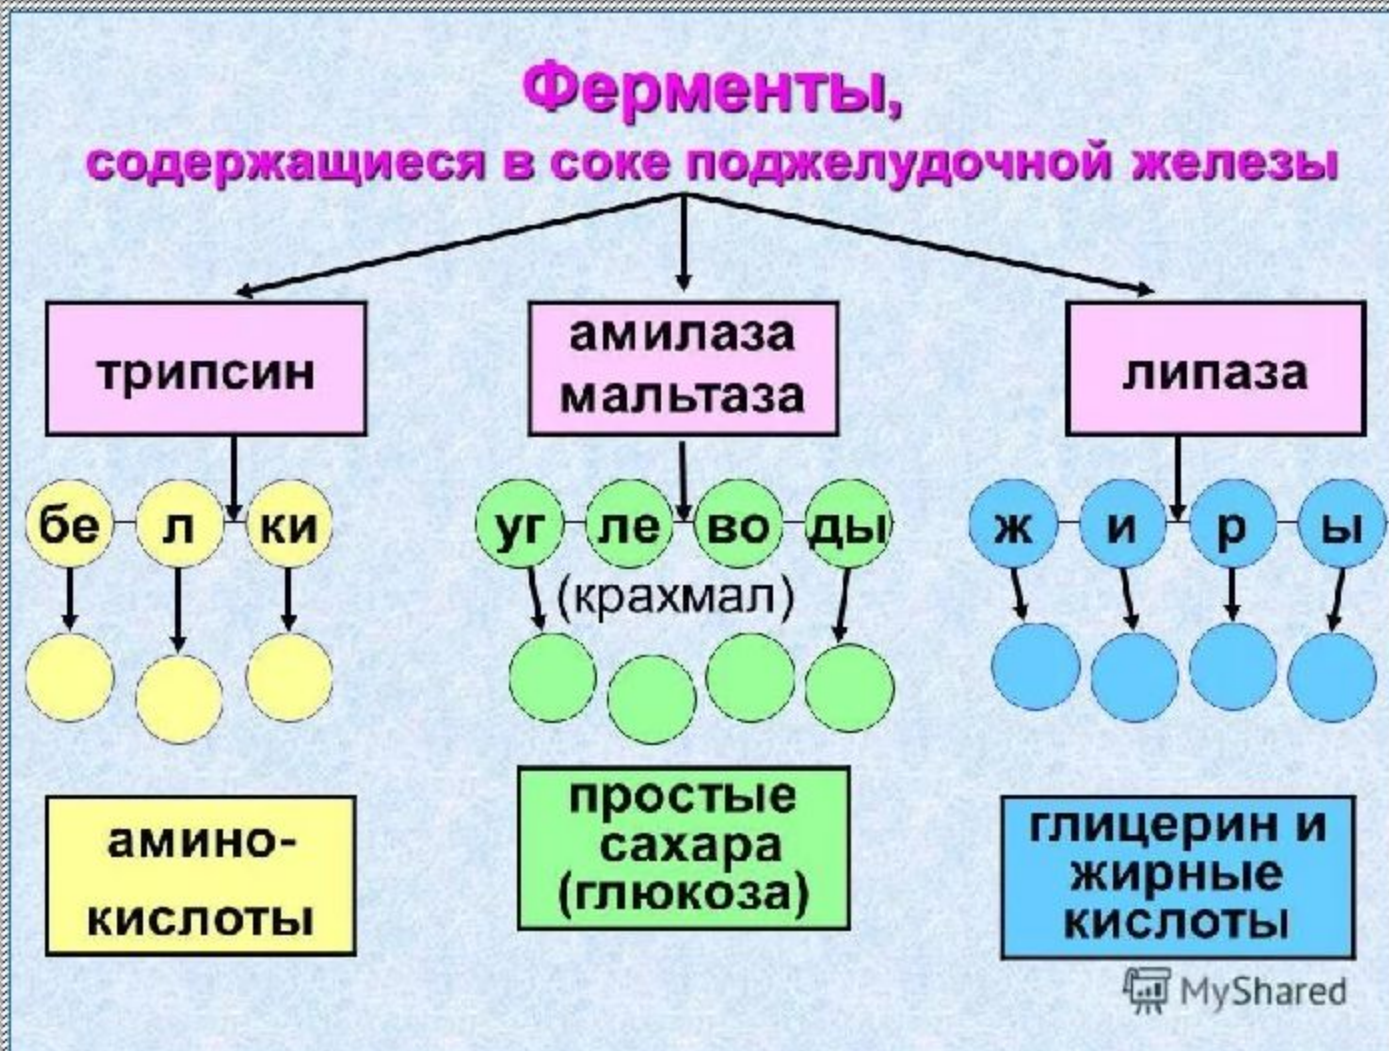 Ферменты,
содержащиеся в соке поджелудочной железы
трипсин
амилаза
мальтаза
липаза
бе л ки
уг ле во ды
(крахмал)
ж и р ы
амино-
кислоты
простые
сахара
(глюкоза)
глицерин и
жирные
кислоты
MyShared